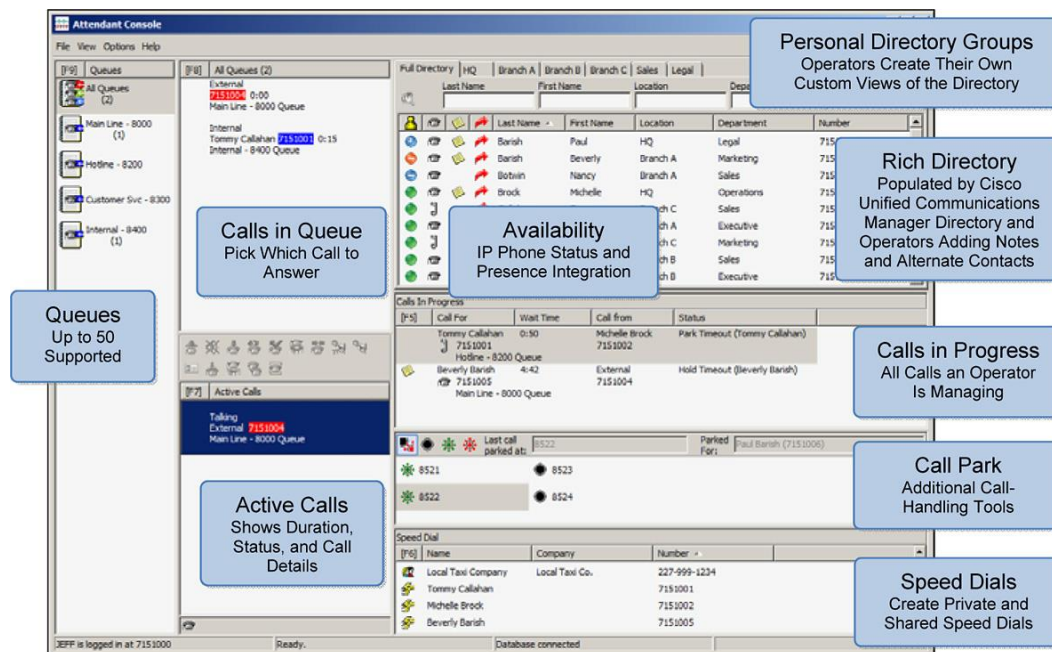 Attendant Console
File View Options Help
[F9] Queues
All Queues
(2)
Main Line - 8000
(1)
Hotline - 8200
Customer Svc - 8300
Internal - 8400
(1)
[F8] All Queues (2)
External
7151004 0:00
Main Line - 8000 Queue
Internal
Tommy Callahan 7151001 0:15
Internal - 8400 Queue
Calls in Queue
Pick Which Call to
Answer
Queues
Up to 50
Supported
[F7] Active Calls
Talking
External 7151004
Main Line - 8000 Queue
Active Calls
Shows Duration,
Status, and Call
Details
Full Directory HQ Branch A Branch B Branch C Sales Legal
Last Name First Name Location
Last Name First Name Location Department Number
Barish Paul HQ Legal
Barish Beverly Branch A Marketing
Botwin Nancy Branch A Sales
Brock Michelle HQ Operations
Sales
Executive
Marketing
Sales
Executive
Availability
IP Phone Status and
Presence Integration
Personal Directory Groups
Operators Create Their Own
Custom Views of the Directory
Rich Directory
Populated by Cisco
Unified Communications
Manager Directory and
Operators Adding Notes
and Alternate Contacts
Calls In Progress
[F5] Call For Wait Time Call from Status
Tommy Callahan 0:50 Michelle Brock Park Timeout (Tommy Callahan)
7151001 7151002
Hotline - 8200 Queue
Beverly Barish 4:42 External Hold Timeout (Beverly Barish)
7151005 7151004
Main Line - 8000 Queue
Calls in Progress
All Calls an Operator
Is Managing
Last call
parked at: 8522 Parked
For: Paul Barish (7151006)
8521 8523
8522 8524
Call Park
Additional Call-
Handling Tools
Speed Dial
[F6] Name Company Number
Local Taxi Company Local Taxi Co. 227-999-1234
Tommy Callahan 7151001
Michelle Brock 7151002
Beverly Barish 7151005
Speed Dials
Create Private and
Shared Speed Dials
JEFF is logged in at 7151000 Ready. Database connected